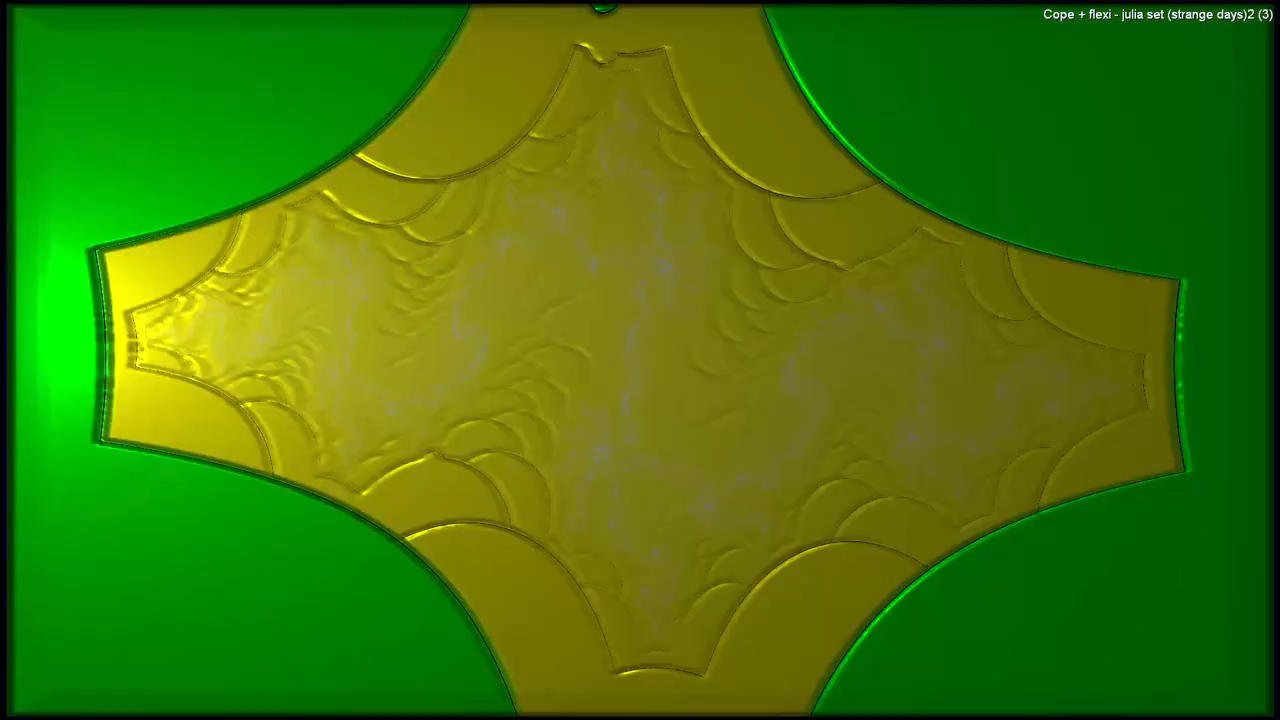 Cope + flexi - julia set (strange days)2 (3)